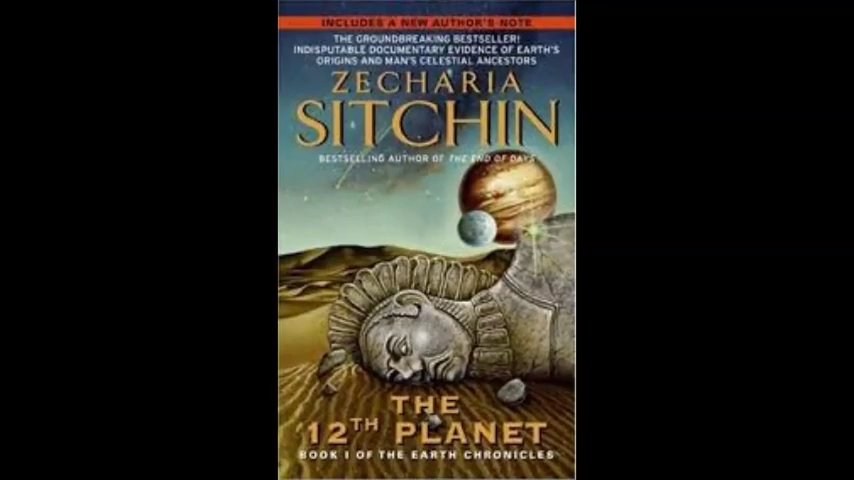 INCLUDES A NEW AUTHOR'S NOTE
THE GROUNDBREAKING BESTSELLER!
INDISPUTABLE DOCUMENTARY EVIDENCE OF EARTH'S
ORIGINS AND MAN'S CELESTIAL ANCESTORS
ZECHARIA
SITCHIN
BESTSELLING AUTHOR OF THE END OF DAYS
THE
12TH PLANET
BOOK I OF THE EARTH CHRONICLES